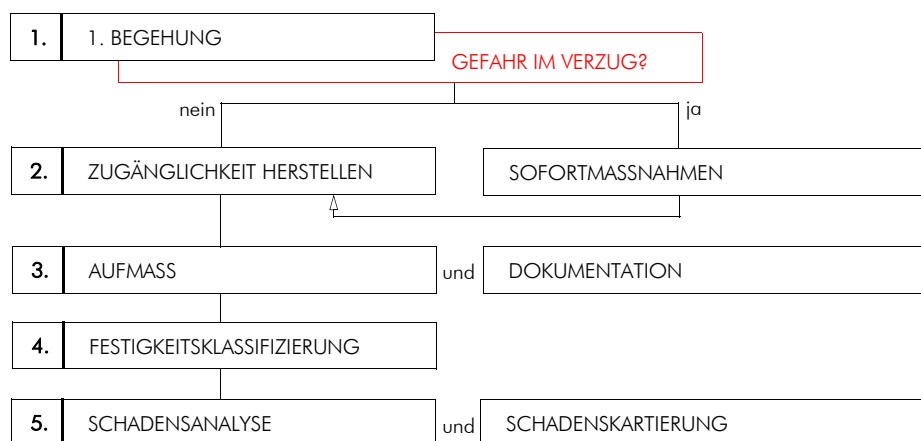 1. 1. BEGEHUNG
GEFAHR IM VERZUG?
nein ja
2. ZUGÄNGLICHKEIT HERSTELLEN SOFORTMASSNAHMEN
3. AUFMASS und DOKUMENTATION
4. FESTIGKEITSKLASSIFIZIERUNG
5. SCHADENSANALYSE und SCHADENSKARTIERUNG